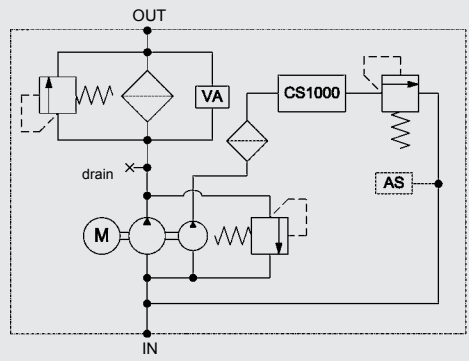 OUT
VA
CS1000
drain
AS
M
IN